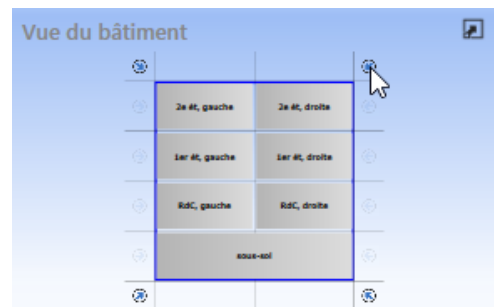 Vue du bâtiment
2e ét, gauche 2e ét, droite
1er ét, gauche 1er ét, droite
RdC, gauche RdC, droite
sous-sol